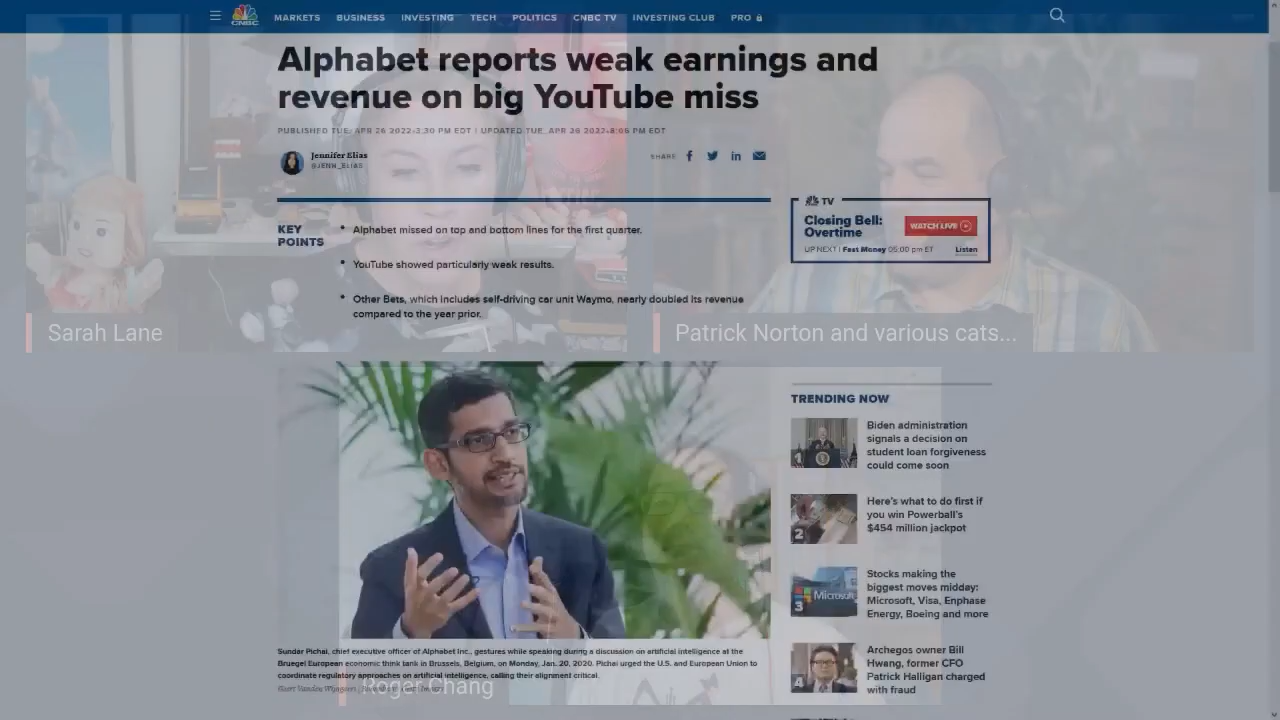 CNBC
MARKETS BUSINESS INVESTING TECH POLITICS CNBC TV INVESTING CLUB PRO
Alphabet reports weak earnings and
revenue on big YouTube miss
PUBLISHED TUE, APR 26 2022 3:30 PM EDT | UPDATED TUE, APR 26 2022 8:05 PM EDT
Jennifer Elias
@JENN_ELIAS
SHARE
KEY
POINTS
• Alphabet missed on top and bottom lines for the first quarter.
• YouTube showed particularly weak results.
• Other Bets, which includes self-driving car unit Waymo, nearly doubled its revenue
compared to the year prior.
TV
Closing Bell:
Overtime
WATCH LIVE
UP NEXT | Fast Money 05:00 pm ET Listen
Sarah Lane
Patrick Norton and various cats...
TRENDING NOW
1
Biden administration
signals a decision on
student loan forgiveness
could come soon
2
Here's what to do first if
you win Powerball's
$454 million jackpot
3
Microsoft
Stocks making the
biggest moves midday:
Microsoft, Visa, Enphase
Energy, Boeing and more
4
Archegos owner Bill
Hwang, former CFO
Patrick Halligan charged
with fraud
Sundar Pichai, chief executive officer of Alphabet Inc., gestures while speaking during a discussion on artificial intelligence at the
Bruegel European economic think tank in Brussels, Belgium, on Monday, Jan. 20, 2020. Pichai urged the U.S. and European Union to
coordinate regulatory approaches on artificial intelligence, calling their alignment critical.
Roger Chang